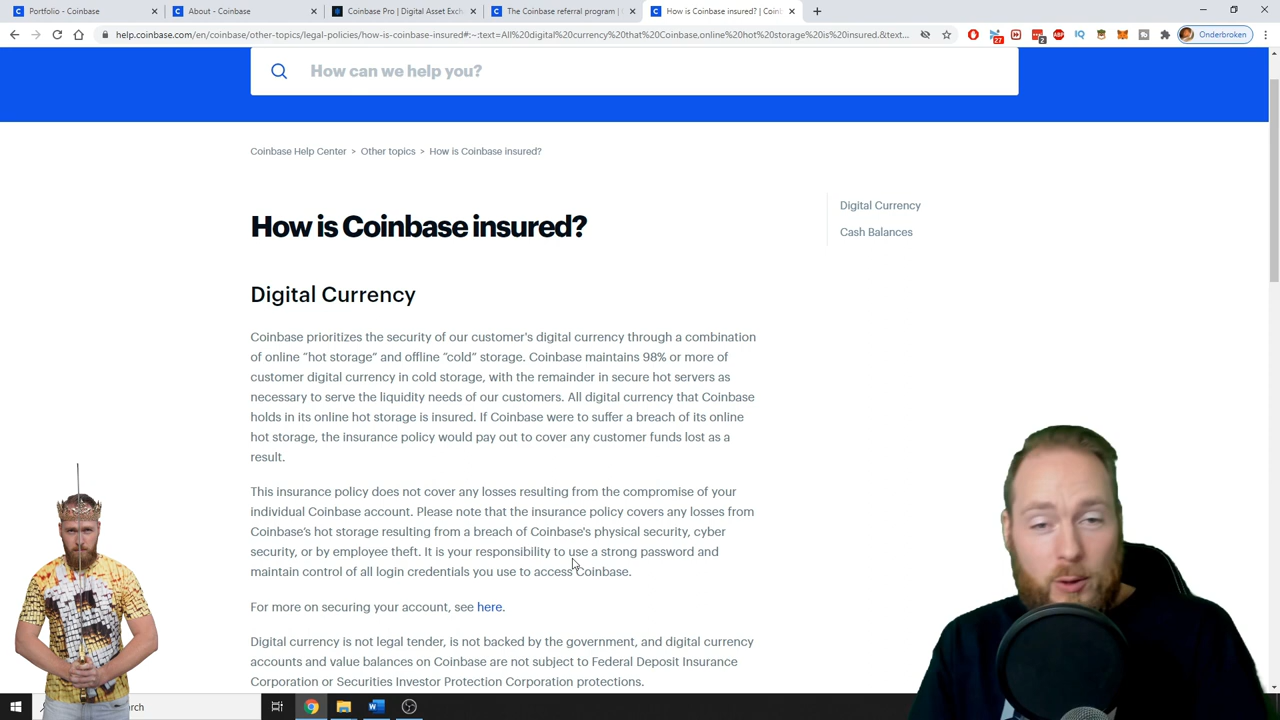 Portfolio - Coinbase
About - Coinbase
Coinbase Pro | Digital Asset Exch
The Coinbase referral program |
How is Coinbase insured? | Coin
help.coinbase.com/en/coinbase/other-topics/legal-policies/how-is-coinbase-insured#:~:text=All%20digital%20currency%20that%20Coinbase,online%20hot%20storage%20is%20insured.&text...
27
2
ABP
IQ
Onderbroken
How can we help you?
Coinbase Help Center > Other topics > How is Coinbase insured?
How is Coinbase insured?
Digital Currency
Cash Balances
Digital Currency
Coinbase prioritizes the security of our customer's digital currency through a combination
of online "hot storage" and offline "cold" storage. Coinbase maintains 98% or more of
customer digital currency in cold storage, with the remainder in secure hot servers as
necessary to serve the liquidity needs of our customers. All digital currency that Coinbase
holds in its online hot storage is insured. If Coinbase were to suffer a breach of its online
hot storage, the insurance policy would pay out to cover any customer funds lost as a
result.
This insurance policy does not cover any losses resulting from the compromise of your
individual Coinbase account. Please note that the insurance policy covers any losses from
Coinbase's hot storage resulting from a breach of Coinbase's physical security, cyber
security, or by employee theft. It is your responsibility to use a strong password and
maintain control of all login credentials you use to access Coinbase.
For more on securing your account, see here.
Digital currency is not legal tender, is not backed by the government, and digital currency
accounts and value balances on Coinbase are not subject to Federal Deposit Insurance
Corporation or Securities Investor Protection Corporation protections.
rch